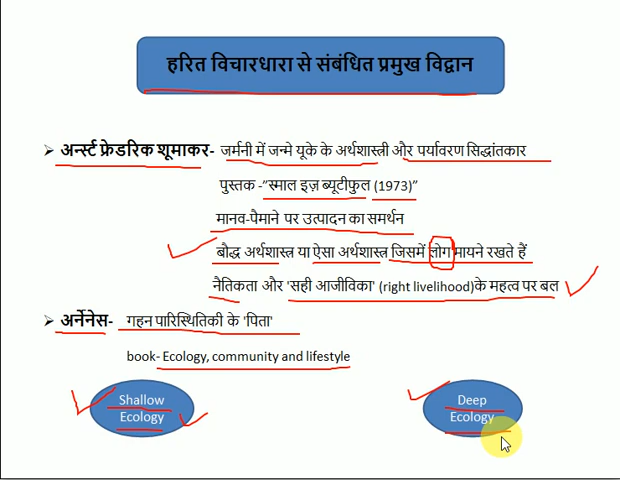 हरित विचारधारा से संबंधित प्रमुख विद्वान
➢ अर्न्स्ट फ्रेडरिक शूमाकर- जर्मनी में जन्मे यूके के अर्थशास्त्री और पर्यावरण सिद्धांतकार
पुस्तक -"स्माल इज़ ब्यूटीफुल (1973)"
मानव-पैमाने पर उत्पादन का समर्थन
बौद्ध अर्थशास्त्र या ऐसा अर्थशास्त्र जिसमें लोग मायने रखते हैं
नैतिकता और 'सही आजीविका' (right livelihood)के महत्व पर बल
➢ अर्नेनेस- गहन पारिस्थितिकी के 'पिता'
book- Ecology, community and lifestyle
Shallow
Ecology
Deep
Ecology